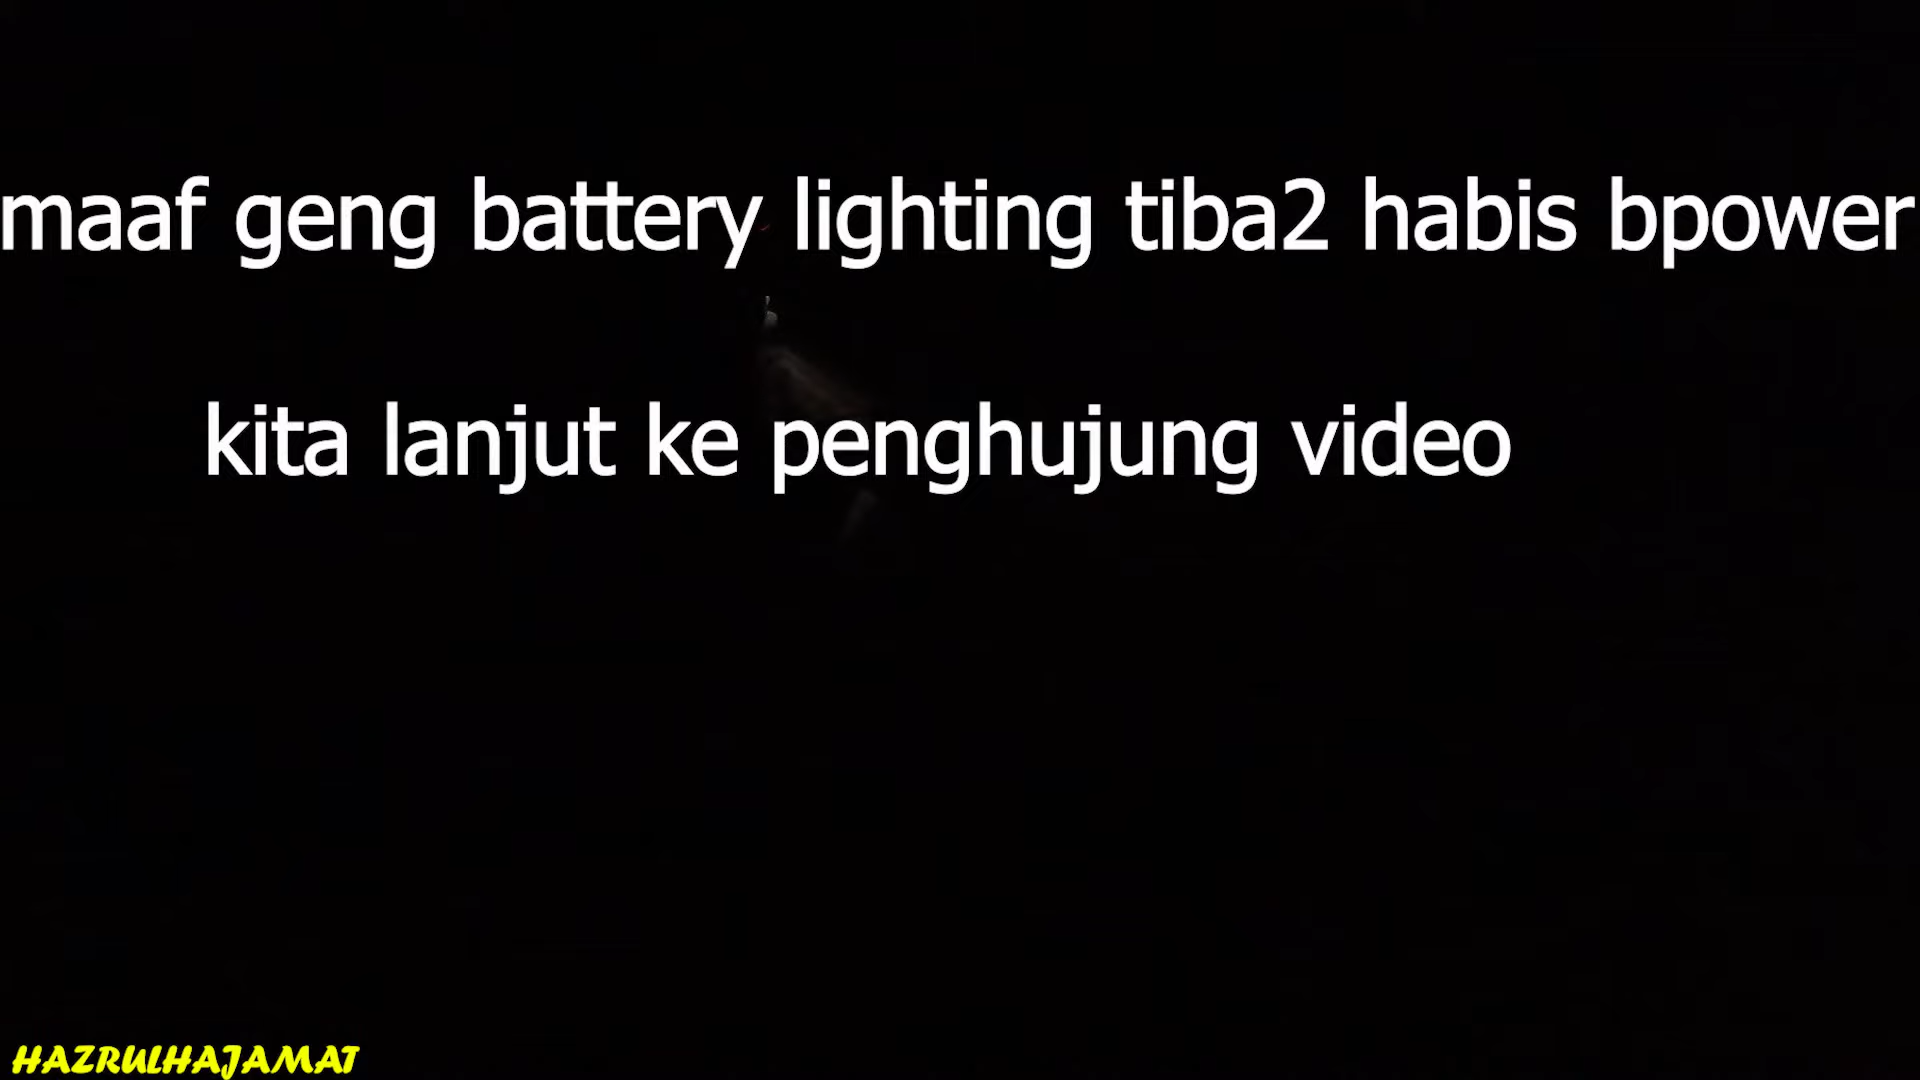 maaf geng battery lighting tiba2 habis bpower
kita lanjut ke penghujung video
HAZRULHAJAMAT